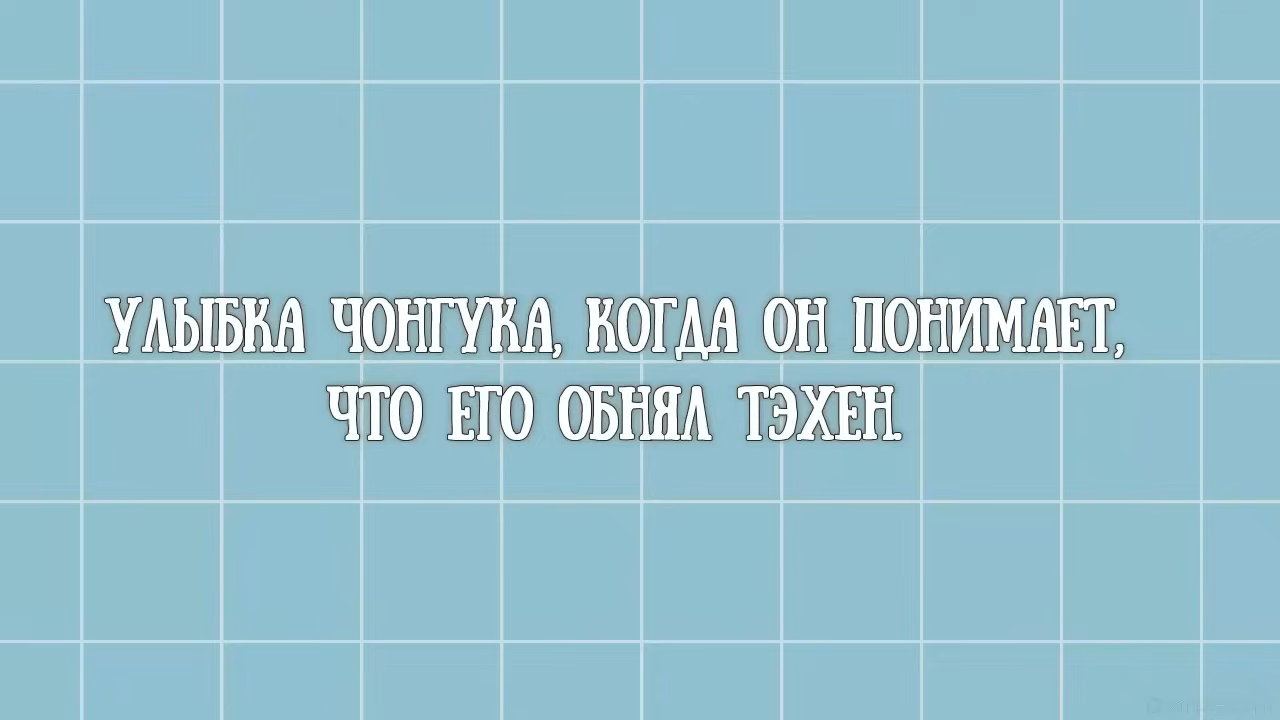 УЛЫБКА ЧОНГУКА, КОГДА ОН ПОНИМАЕТ,
ЧТО ЕГО ОБНЯЛ ТЭХЕН.